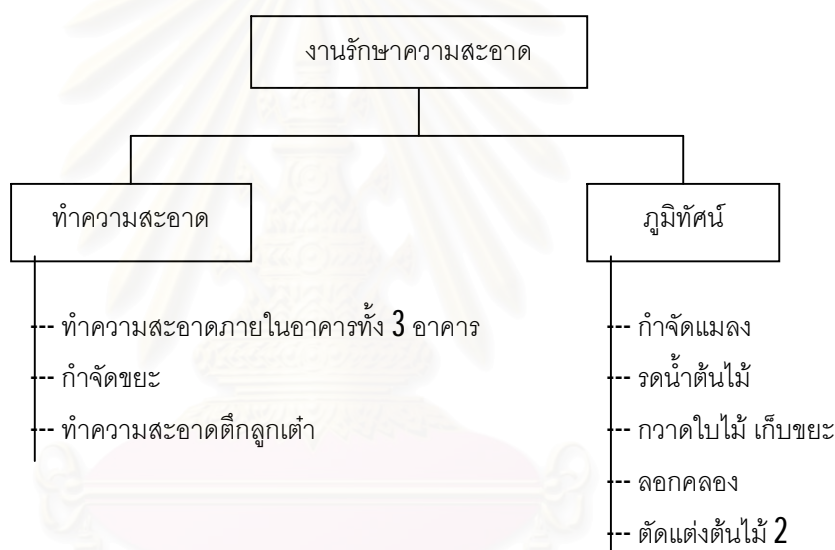 งานรักษาความสะอาด
ทำความสะอาด
ภูมิทัศน์
--- ทำความสะอาดภายในอาคารทั้ง 3 อาคาร
--- กำจัดขยะ
--- ทำความสะอาดตึกลูกเต๋า
--- กำจัดแมลง
--- รดน้ำต้นไม้
--- กวาดใบไม้ เก็บขยะ
--- ลอกคลอง
--- ตัดแต่งต้นไม้ 2